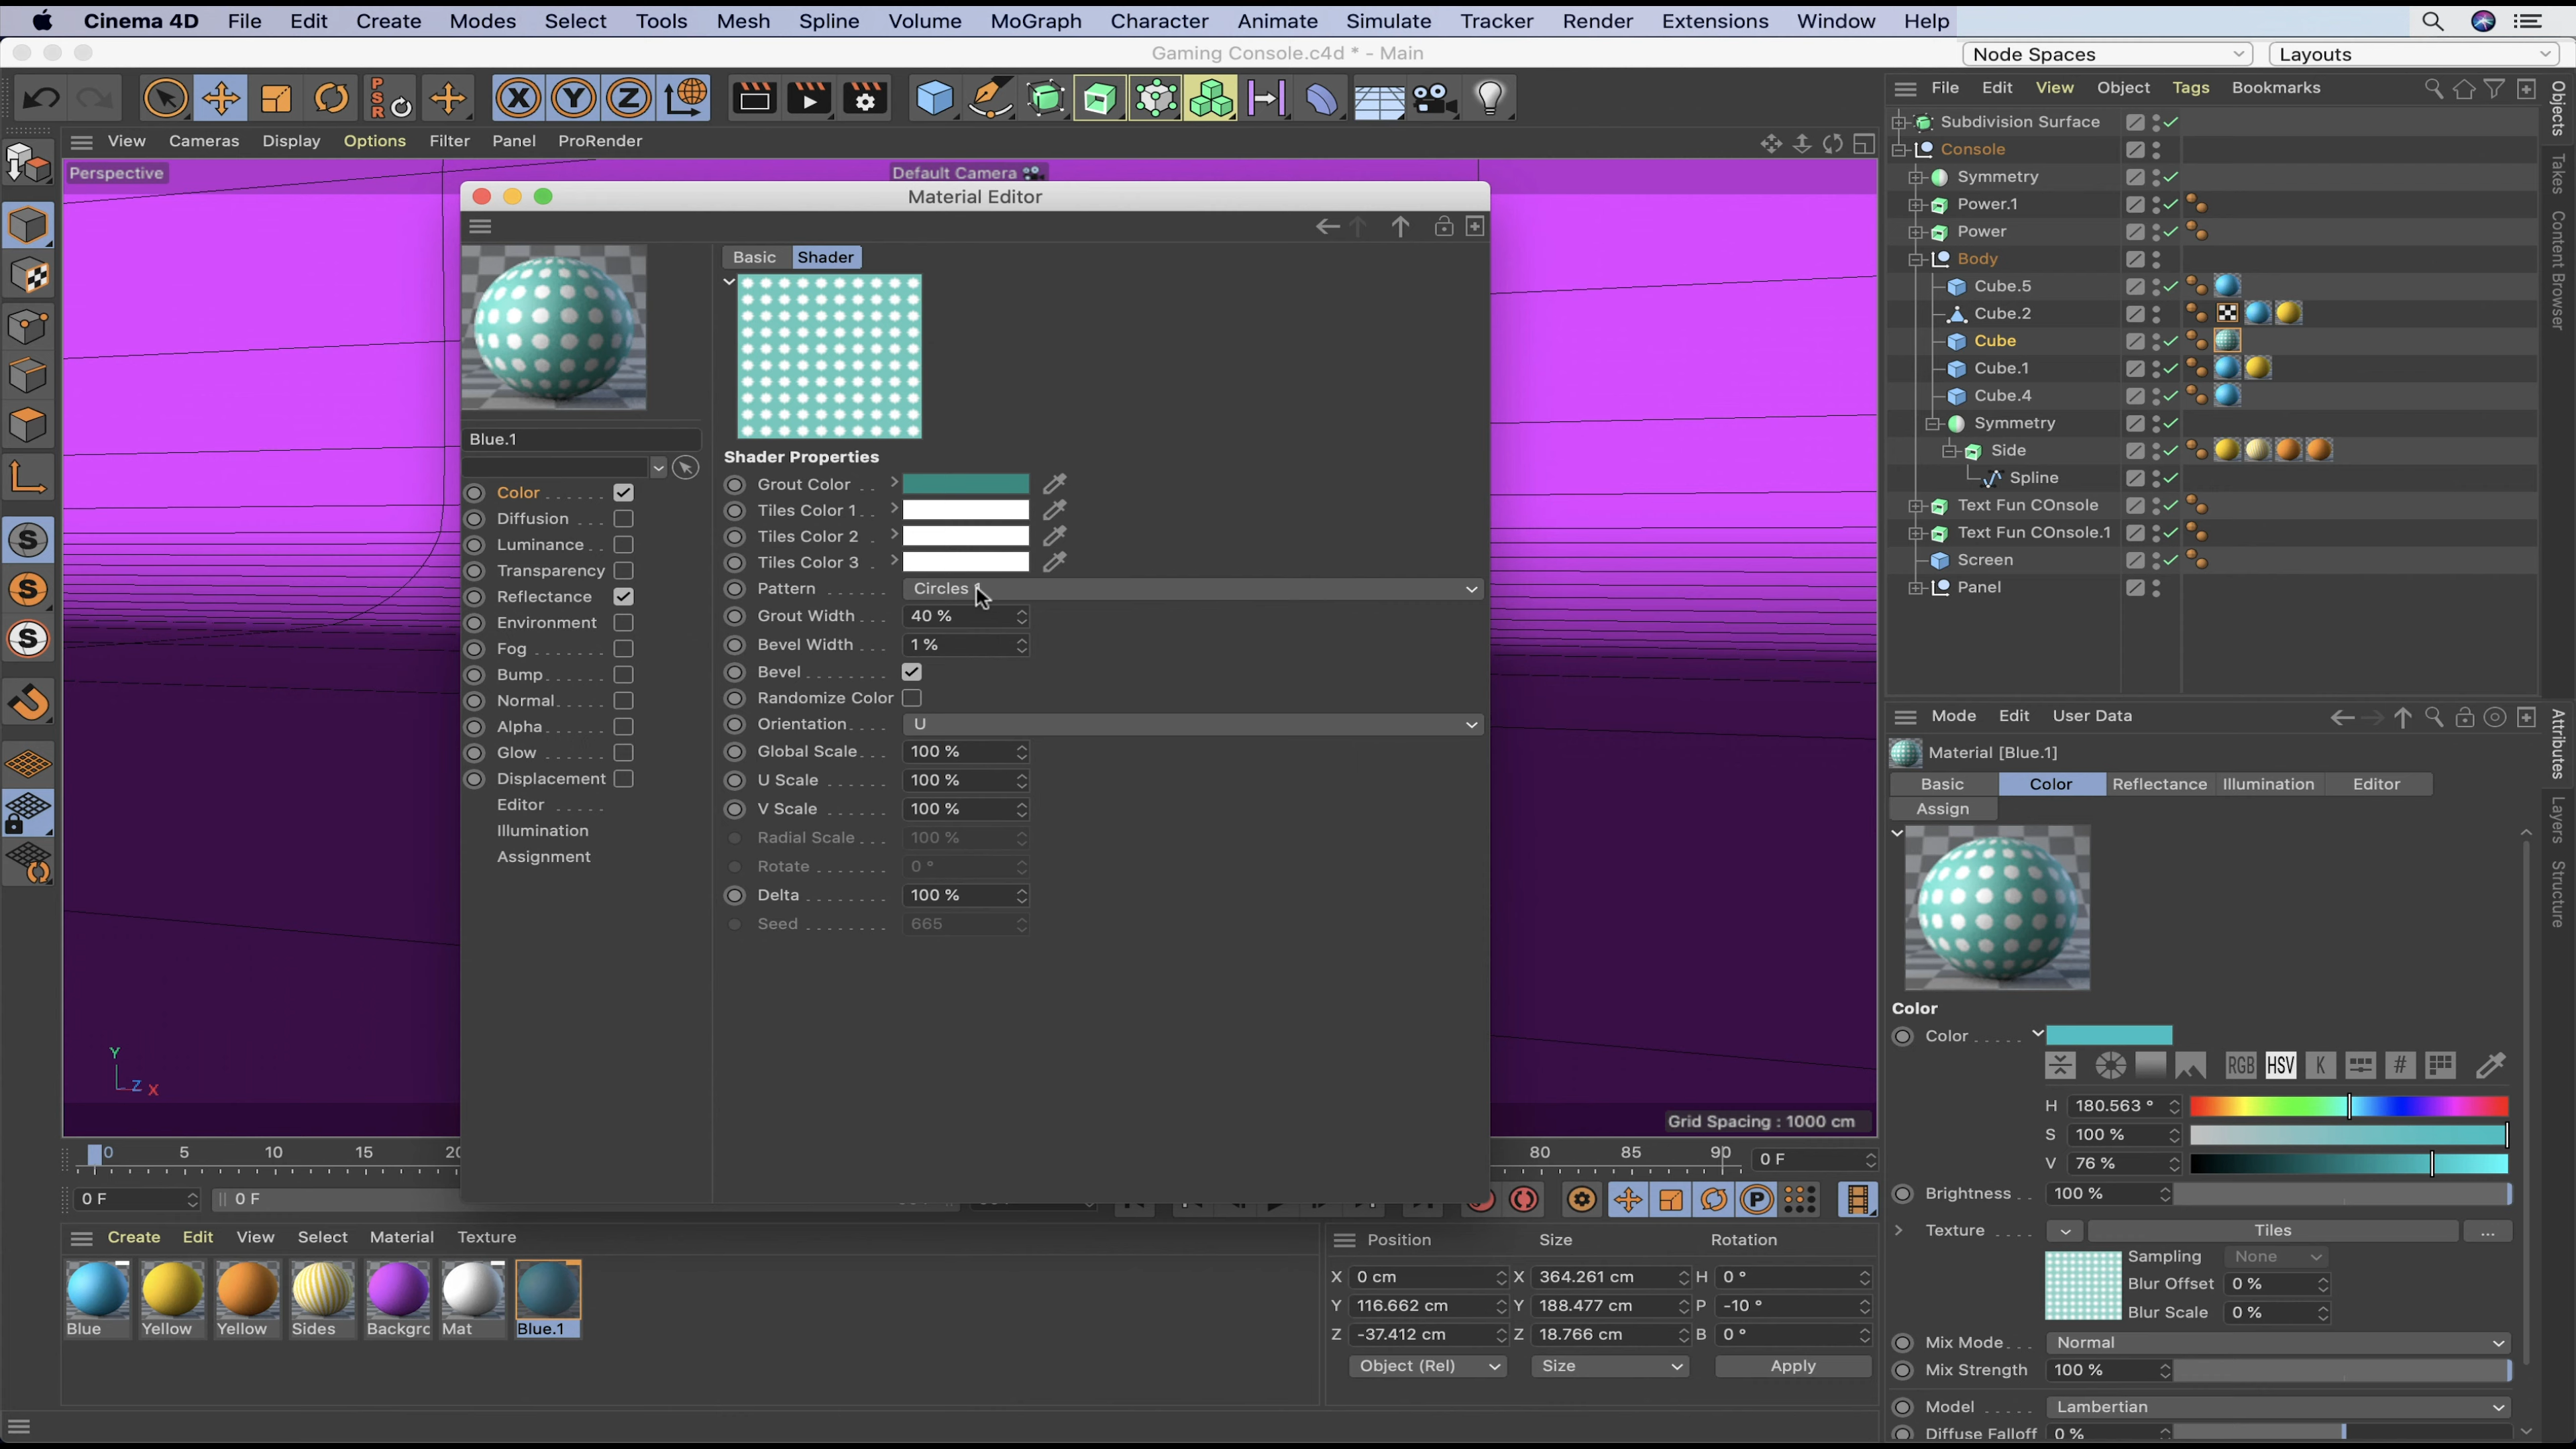 Cinema 4D File Edit Create Modes Select Tools Mesh Spline Volume MoGraph Character Animate Simulate Tracker Render Extensions Window Help
Gaming Console.c4d * - Main
Node Spaces
Layouts
PSR
X Y Z
View Cameras Display Options Filter Panel ProRender
Perspective
Default Camera
Material Editor
Basic Shader
Blue.1
Color
Diffusion
Luminance
Transparency
Reflectance
Environment
Fog
Bump
Normal
Alpha
Glow
Displacement
Editor
Illumination
Assignment
Shader Properties
Grout Color
Tiles Color 1
Tiles Color 2
Tiles Color 3
Pattern Circles 1
Grout Width 40 %
Bevel Width 1 %
Bevel
Randomize Color
Orientation U
Global Scale 100 %
U Scale 100 %
V Scale 100 %
Radial Scale 100 %
Rotate 0 °
Delta 100 %
Seed 665
Y
Z X
Grid Spacing : 1000 cm
0 5 10 15 20 80 85 90 0 F
0 F 0 F
Create Edit View Select Material Texture
Blue Yellow Yellow Sides Backgrc Mat Blue.1
Position Size Rotation
X 0 cm X 364.261 cm H 0 °
Y 116.662 cm Y 188.477 cm P -10 °
Z -37.412 cm Z 18.766 cm B 0 °
Object (Rel) Size Apply
File Edit View Object Tags Bookmarks
Subdivision Surface
Console
Symmetry
Power.1
Power
Body
Cube.5
Cube.2
Cube
Cube.1
Cube.4
Symmetry
Side
Spline
Text Fun COnsole
Text Fun COnsole.1
Screen
Panel
Objects
Takes
Content Browser
Mode Edit User Data
Material [Blue.1]
Basic Color Reflectance Illumination Editor
Assign
Color
Color
RGB HSV K #
H 180.563 °
S 100 %
V 76 %
Brightness 100 %
Texture Tiles ...
Sampling None
Blur Offset 0 %
Blur Scale 0 %
Mix Mode Normal
Mix Strength 100 %
Model Lambertian
Diffuse Falloff 0 %
Attributes
Layers
Structure